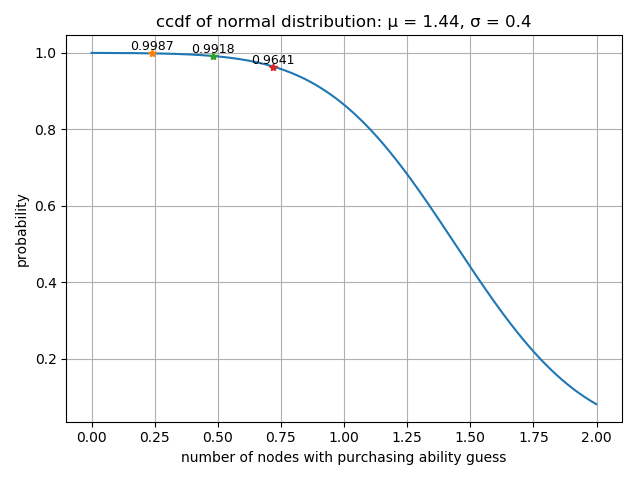 ccdf of normal distribution: μ = 1.44, σ = 0.4
0.9987
0.9918
0.9641
1.0
0.8
0.6
0.4
0.2
probability
0.00 0.25 0.50 0.75 1.00 1.25 1.50 1.75 2.00
number of nodes with purchasing ability guess